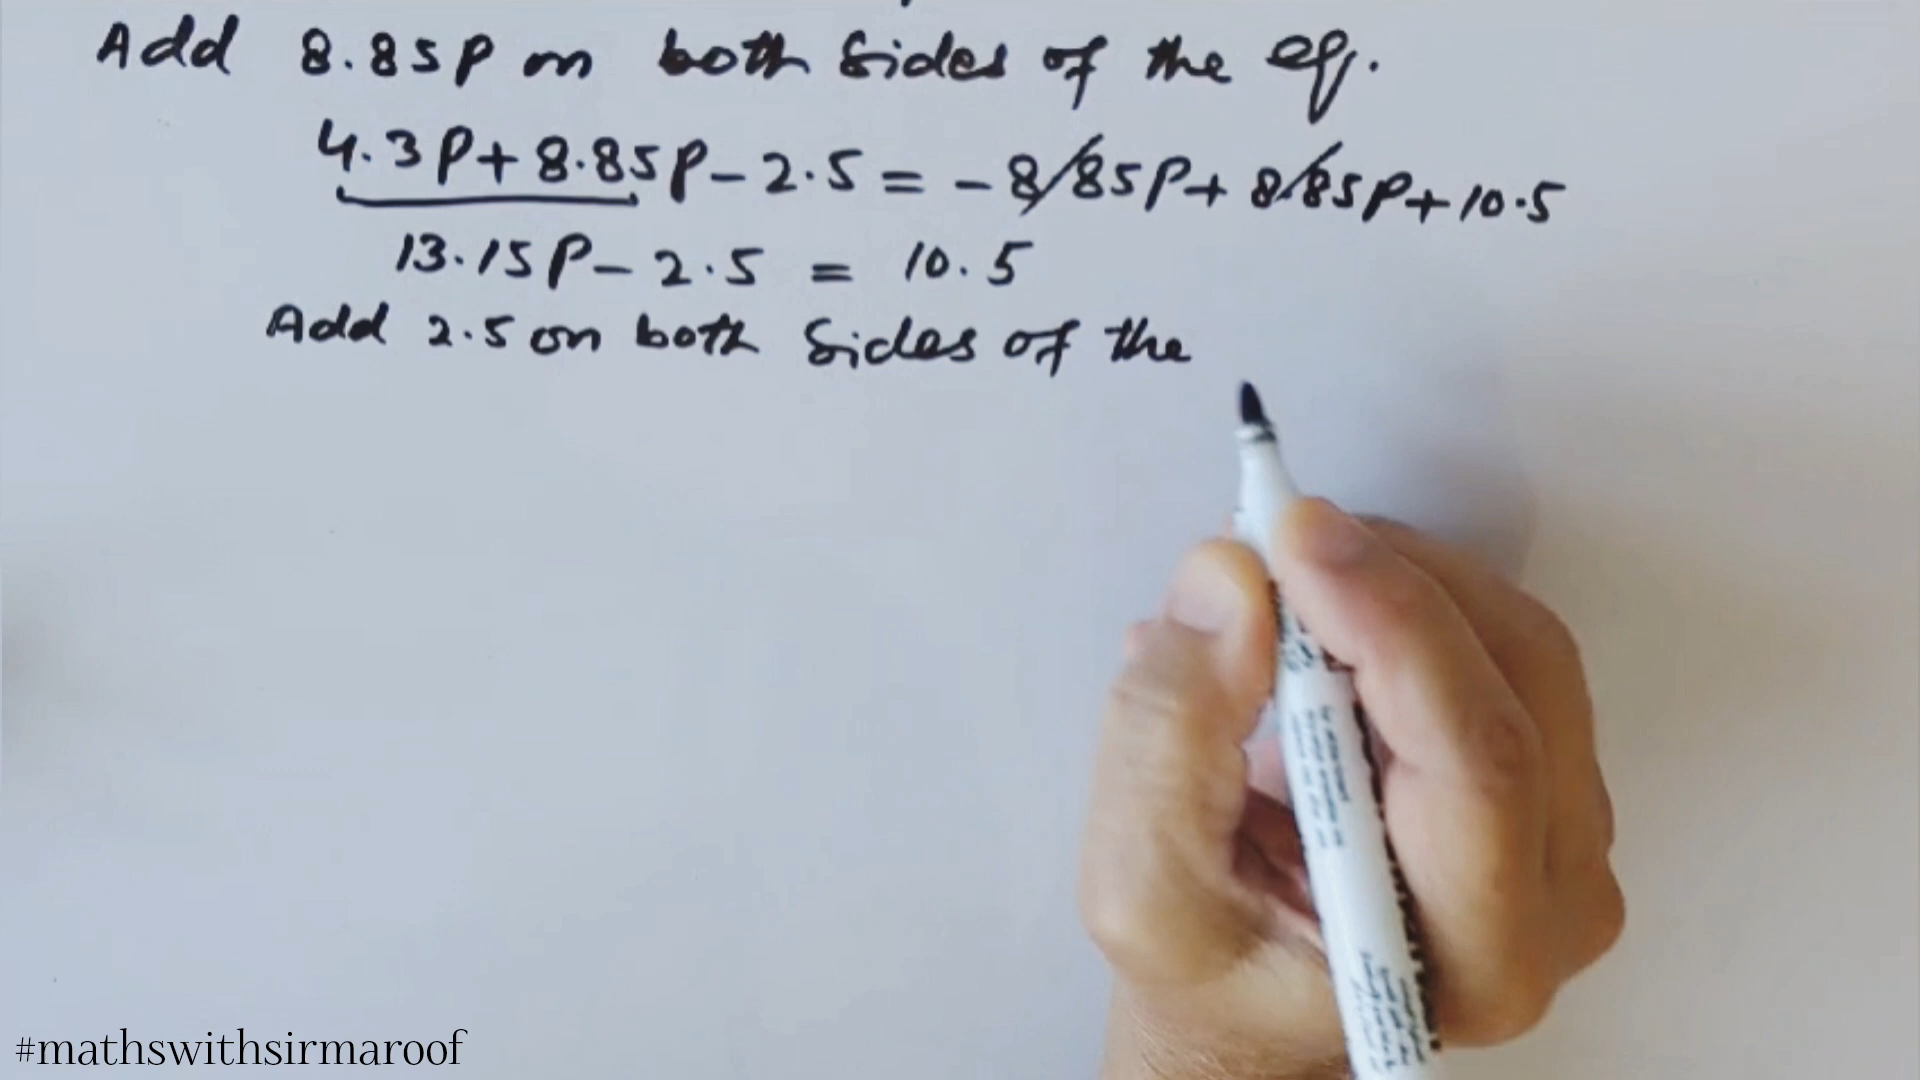 Add 8.85P on both sides of the eq.
4.3P + 8.85P - 2.5 = - 8.85P + 8.85P + 10.5
13.15P - 2.5 = 10.5
Add 2.5 on both sides of the
#mathswithsirmaroof